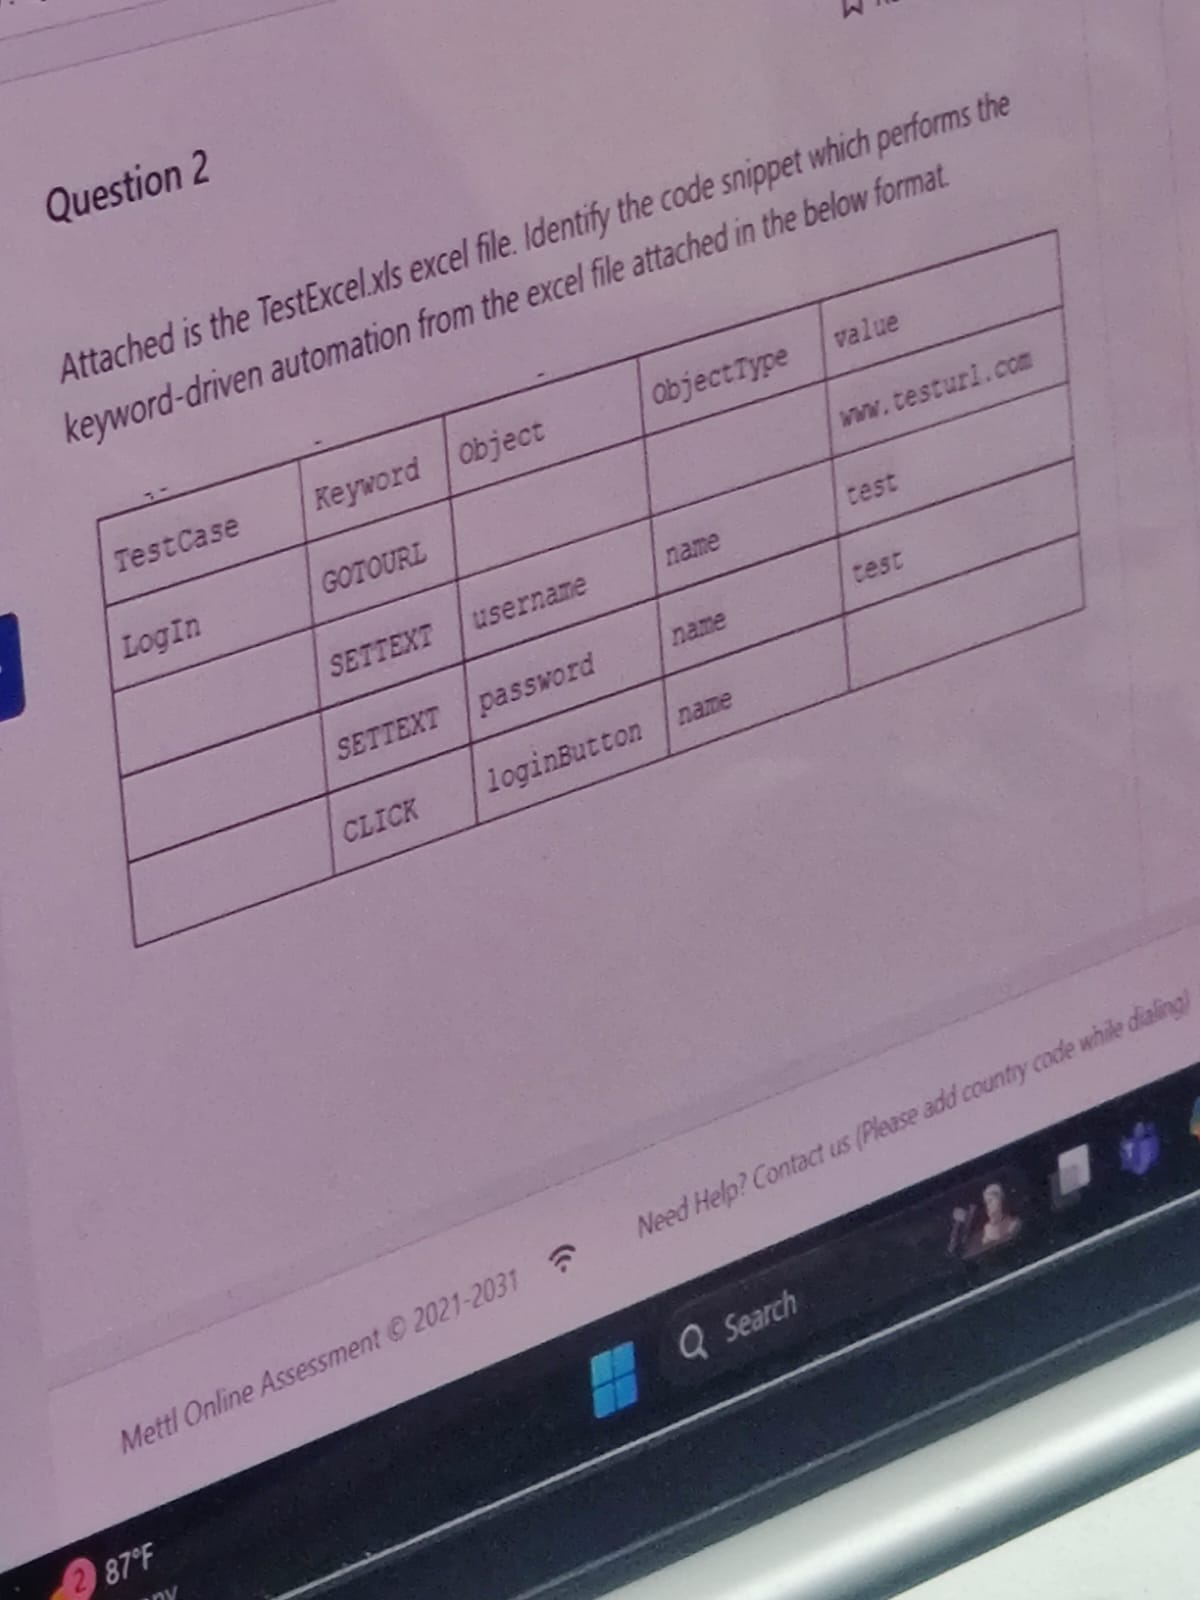 Question 2
Attached is the TestExcel.xls excel file. Identify the code snippet which performs the
keyword-driven automation from the excel file attached in the below format.
TestCase Keyword Object ObjectType value
LogIn GOTOURL www.testurl.com
SETTEXT username name test
SETTEXT password name test
CLICK loginButton name
Mettl Online Assessment © 2021-2031 Need Help? Contact us (Please add country code while dialing)
Search
2 87°F